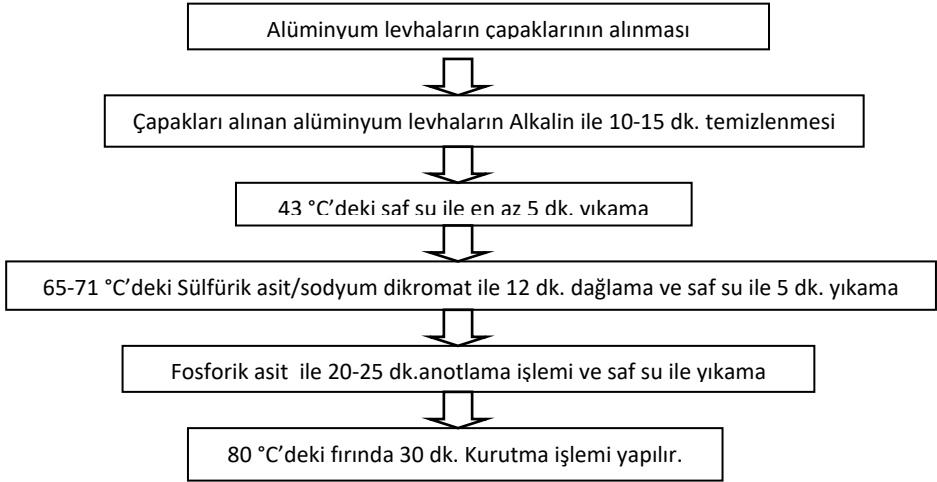 Alüminyum levhaların çapaklarının alınması
Çapakları alınan alüminyum levhaların Alkalin ile 10-15 dk. temizlenmesi
43 °C’deki saf su ile en az 5 dk. yıkama
65-71 °C’deki Sülfürik asit/sodyum dikromat ile 12 dk. dağlama ve saf su ile 5 dk. yıkama
Fosforik asit  ile 20-25 dk.anotlama işlemi ve saf su ile yıkama
80 °C’deki fırında 30 dk. Kurutma işlemi yapılır.